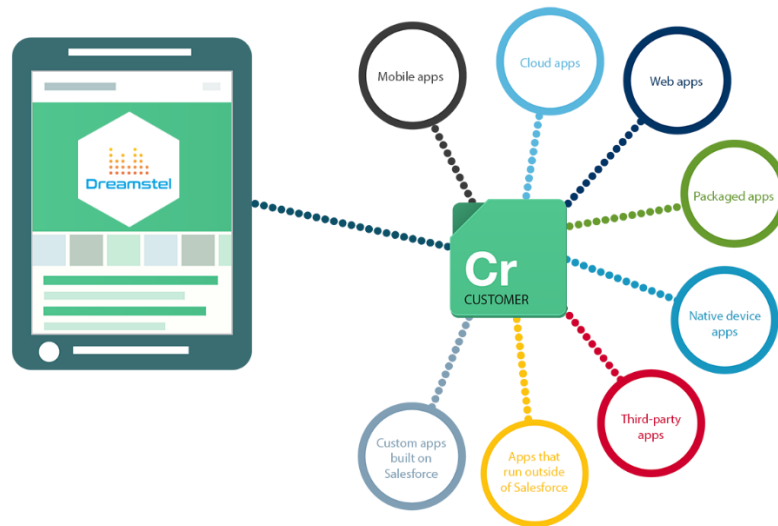 Dreamstel
Mobile apps
Cloud apps
Web apps
Packaged apps
Native device
apps
Third-party
apps
Apps that
run outside
of Salesforce
Custom apps
built on
Salesforce
Cr
CUSTOMER